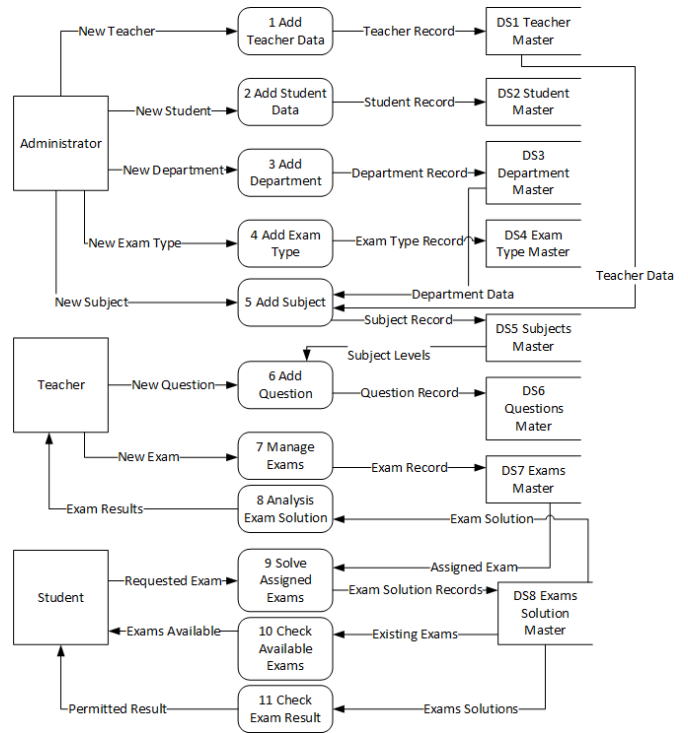 New Teacher
1 Add
Teacher Data
Teacher Record
DS1 Teacher
Master
Administrator
New Student
2 Add Student
Data
Student Record
DS2 Student
Master
New Department
3 Add
Department
Department Record
DS3
Department
Master
New Exam Type
4 Add Exam
Type
Exam Type Record
DS4 Exam
Type Master
Teacher Data
New Subject
5 Add Subject
Department Data
Subject Record
DS5 Subjects
Master
Subject Levels
Teacher
New Question
6 Add
Question
Question Record
DS6
Questions
Mater
New Exam
7 Manage
Exams
Exam Record
DS7 Exams
Master
Exam Results
8 Analysis
Exam Solution
Exam Solution
Student
Requested Exam
9 Solve
Assigned
Exams
Assigned Exam
Exam Solution Records
DS8 Exams
Solution
Master
Exams Available
10 Check
Available
Exams
Existing Exams
Permitted Result
11 Check
Exam Result
Exams Solutions